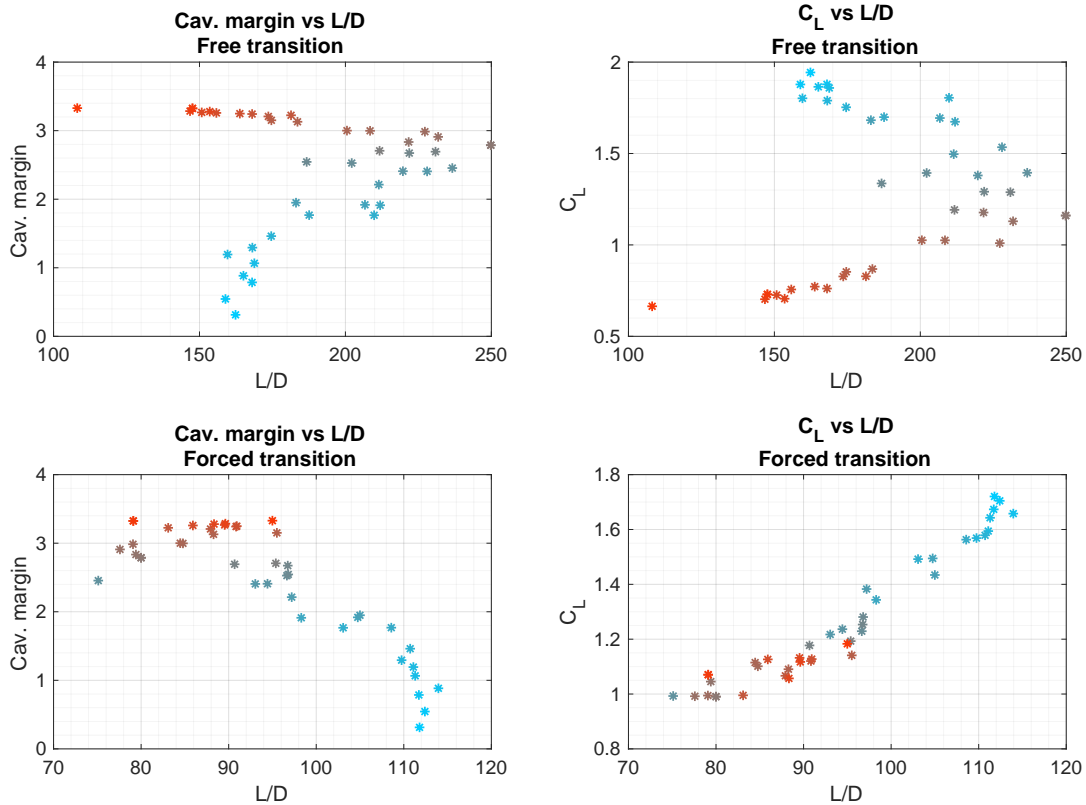 Cav. margin vs L/D
Free transition
4
3
2
1
0
Cav. margin
100
150
200
250
L/D
C_L vs L/D
Free transition
2
1.5
1
0.5
C_L
100
150
200
250
L/D
Cav. margin vs L/D
Forced transition
4
3
2
1
0
Cav. margin
70
80
90
100
110
120
L/D
C_L vs L/D
Forced transition
1.8
1.6
1.4
1.2
1
0.8
C_L
70
80
90
100
110
120
L/D